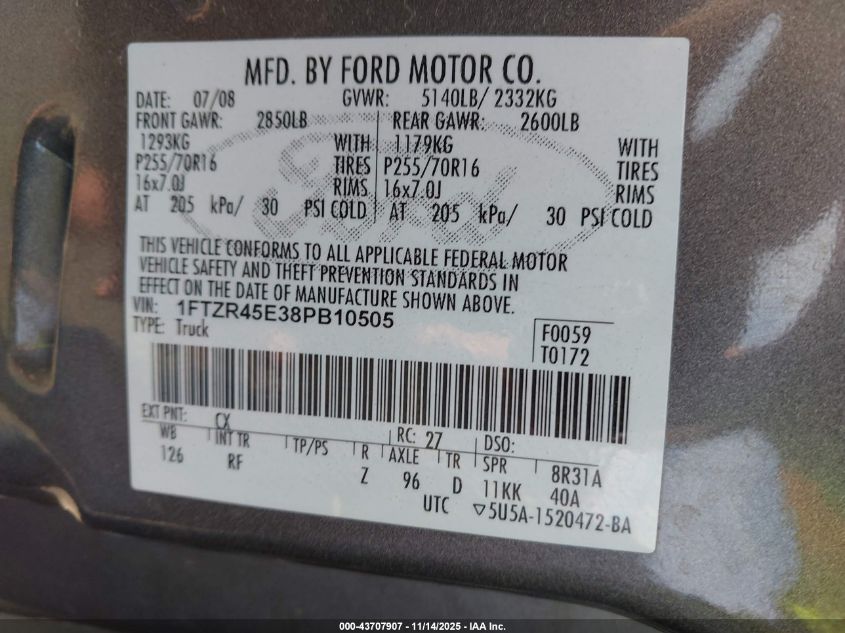 MFD. BY FORD MOTOR CO.
DATE: 07/08 GVWR: 5140LB/ 2332KG
FRONT GAWR: 2850LB REAR GAWR: 2600LB
1293KG WITH 1179KG WITH
P255/70R16 TIRES P255/70R16 TIRES
16x7.0J RIMS 16x7.0J RIMS
AT 205 kPa/ 30 PSI COLD AT 205 kPa/ 30 PSI COLD
Ford
THIS VEHICLE CONFORMS TO ALL APPLICABLE FEDERAL MOTOR
VEHICLE SAFETY AND THEFT PREVENTION STANDARDS IN
EFFECT ON THE DATE OF MANUFACTURE SHOWN ABOVE.
VIN: 1FTZR45E38PB10505
TYPE: Truck
F0059
T0172
EXT PNT: CX RC: 27 DSO:
WB INT TR TP/PS R AXLE TR SPR 8R31A
126 RF Z 96 D 11KK 40A
UTC ▽5U5A-1520472-BA
000-43707907 - 11/14/2025 - IAA Inc.